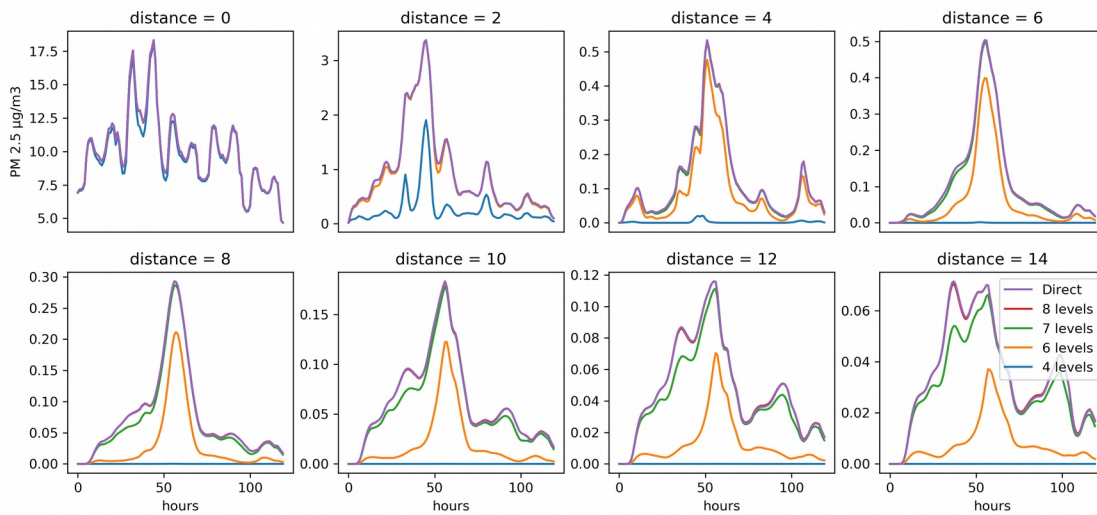 distance = 0
distance = 2
distance = 4
distance = 6
PM 2.5 µg/m3
17.5
15.0
12.5
10.0
7.5
5.0
3
2
1
0
0.5
0.4
0.3
0.2
0.1
0.0
0.5
0.4
0.3
0.2
0.1
0.0
distance = 8
distance = 10
distance = 12
distance = 14
0.30
0.25
0.20
0.15
0.10
0.05
0.00
0.15
0.10
0.05
0.00
0.12
0.10
0.08
0.06
0.04
0.02
0.00
0.06
0.04
0.02
0.00
Direct
8 levels
7 levels
6 levels
4 levels
0 50 100
0 50 100
0 50 100
0 50 100
hours
hours
hours
hours